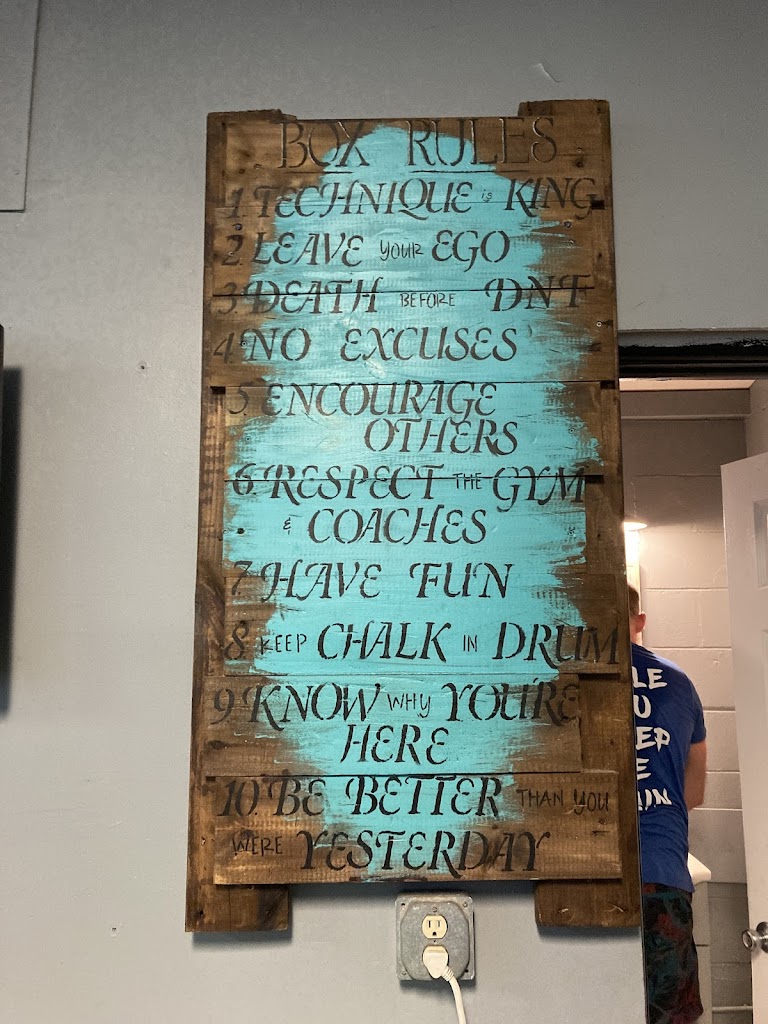 BOX RULES
1. TECHNIQUE is KING
2. LEAVE YOUR EGO
3. DEATH BEFORE DNF
4. NO EXCUSES
5. ENCOURAGE
OTHERS
6. RESPECT THE GYM
& COACHES
7. HAVE FUN
8. KEEP CHALK IN DRUM
9. KNOW WHY YOU'RE
HERE
10. BE BETTER THAN YOU
WERE YESTERDAY